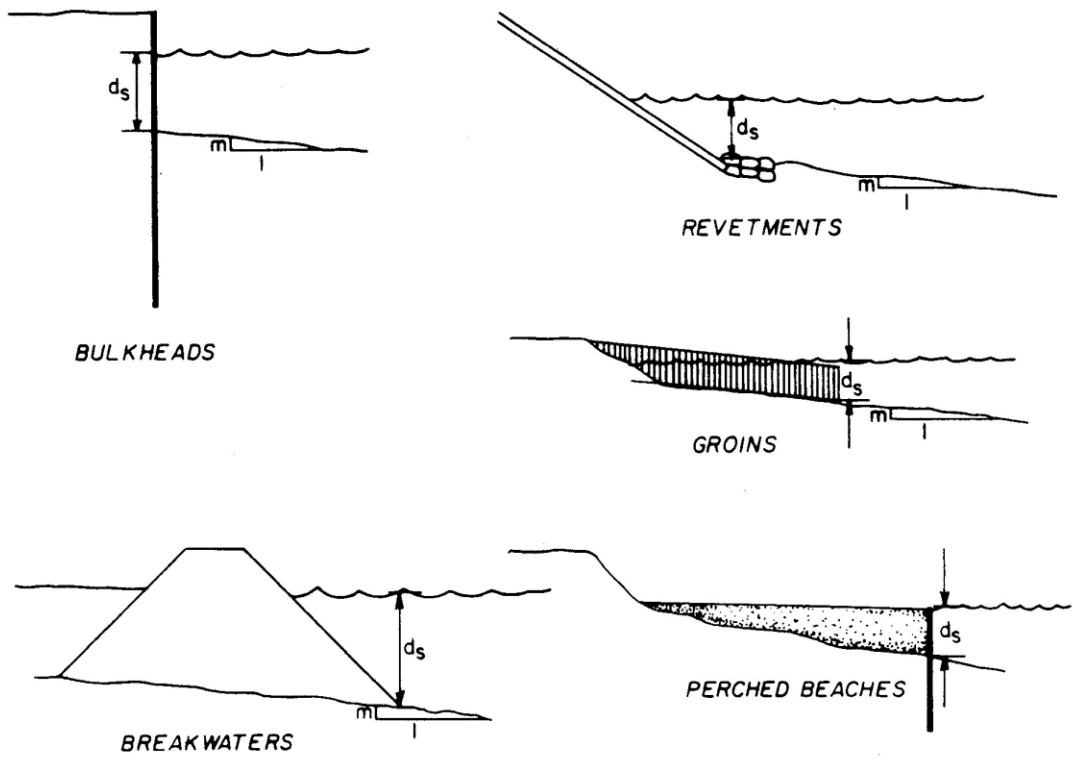 ds
m
1
BULKHEADS
ds
m
1
REVETMENTS
ds
m
1
GROINS
ds
m
1
BREAKWATERS
ds
PERCHED BEACHES